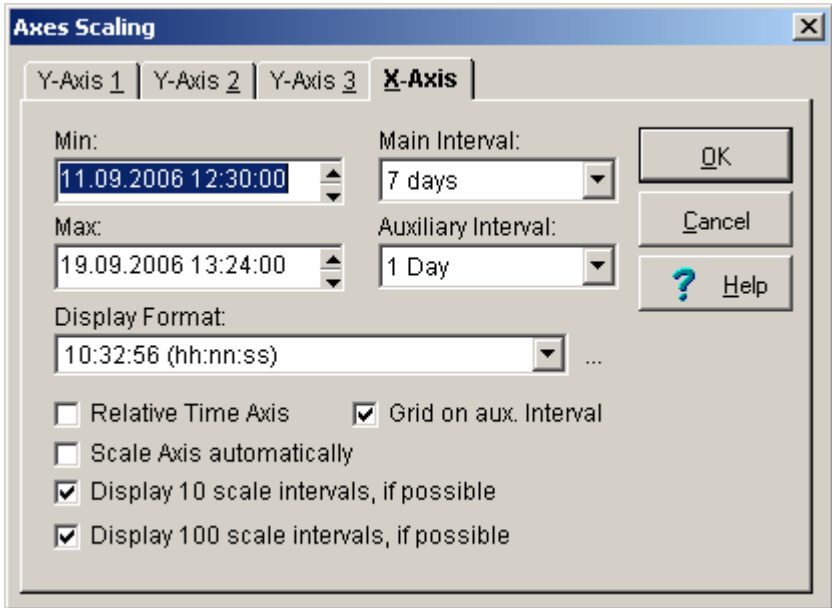 Axes Scaling
Y-Axis 1 Y-Axis 2 Y-Axis 3 X-Axis
Min: Main Interval:
11.09.2006 12:30:00 7 days OK
Max: Auxiliary Interval: Cancel
19.09.2006 13:24:00 1 Day ? Help
Display Format:
10:32:56 (hh:nn:ss) ...
Relative Time Axis Grid on aux. Interval
Scale Axis automatically
Display 10 scale intervals, if possible
Display 100 scale intervals, if possible